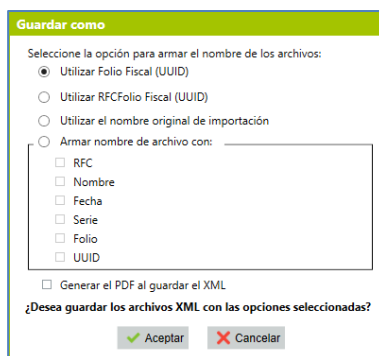 Guardar como
Seleccione la opción para armar el nombre de los archivos:
Utilizar Folio Fiscal (UUID)
Utilizar RFCFolio Fiscal (UUID)
Utilizar el nombre original de importación
Armar nombre de archivo con:
RFC
Nombre
Fecha
Serie
Folio
UUID
Generar el PDF al guardar el XML
¿Desea guardar los archivos XML con las opciones seleccionadas?
Aceptar Cancelar